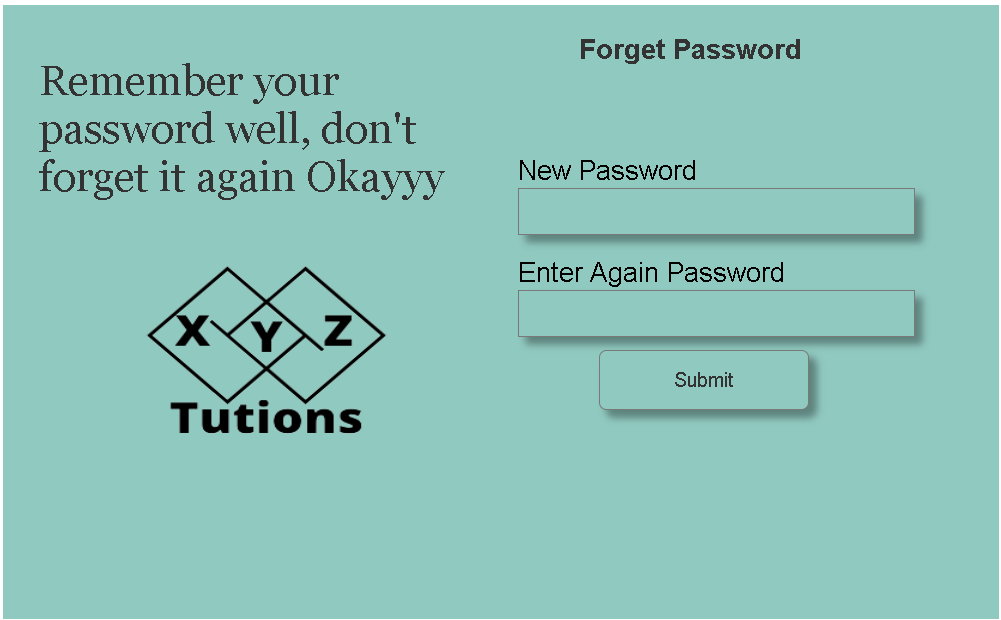 Remember your
password well, don't
forget it again Okayyy
X Y Z
Tutions
Forget Password
New Password
Enter Again Password
Submit